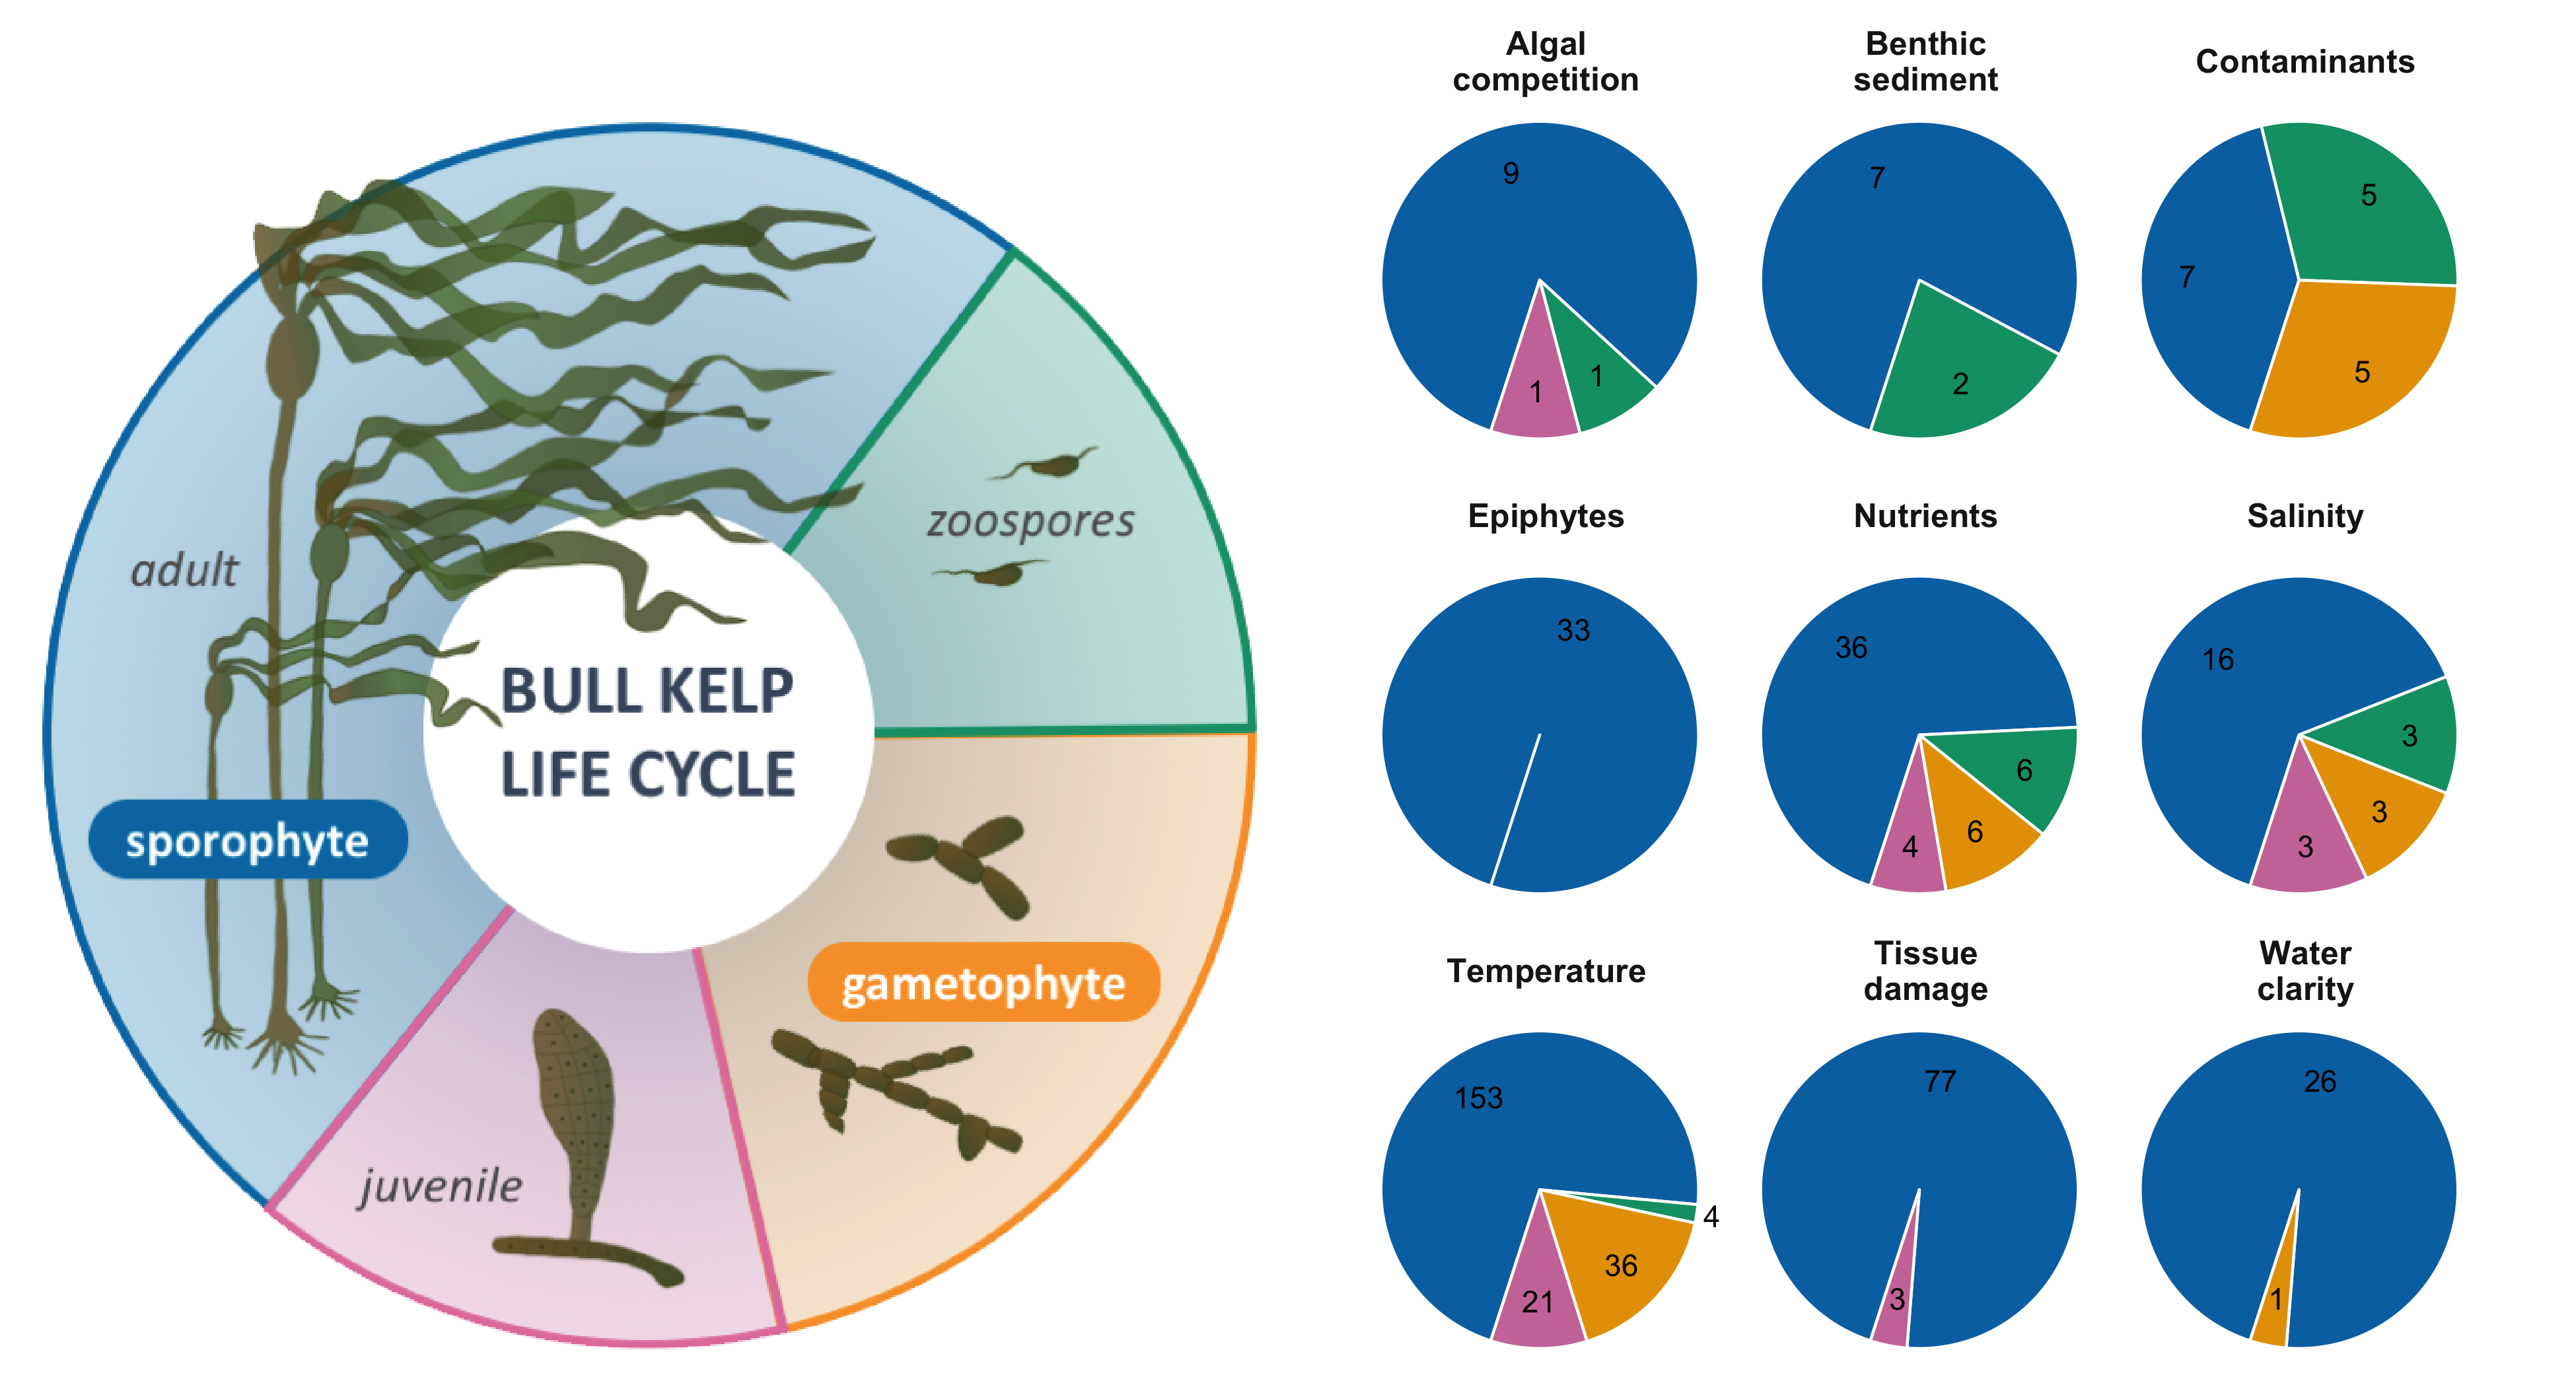 BULL KELP
LIFE CYCLE
adult
zoospores
sporophyte
gametophyte
juvenile
Algal
competition
9
1
1
Benthic
sediment
7
2
Contaminants
5
7
5
Epiphytes
33
Nutrients
36
6
6
4
Salinity
16
3
3
3
Temperature
153
4
36
21
Tissue
damage
77
3
Water
clarity
26
1